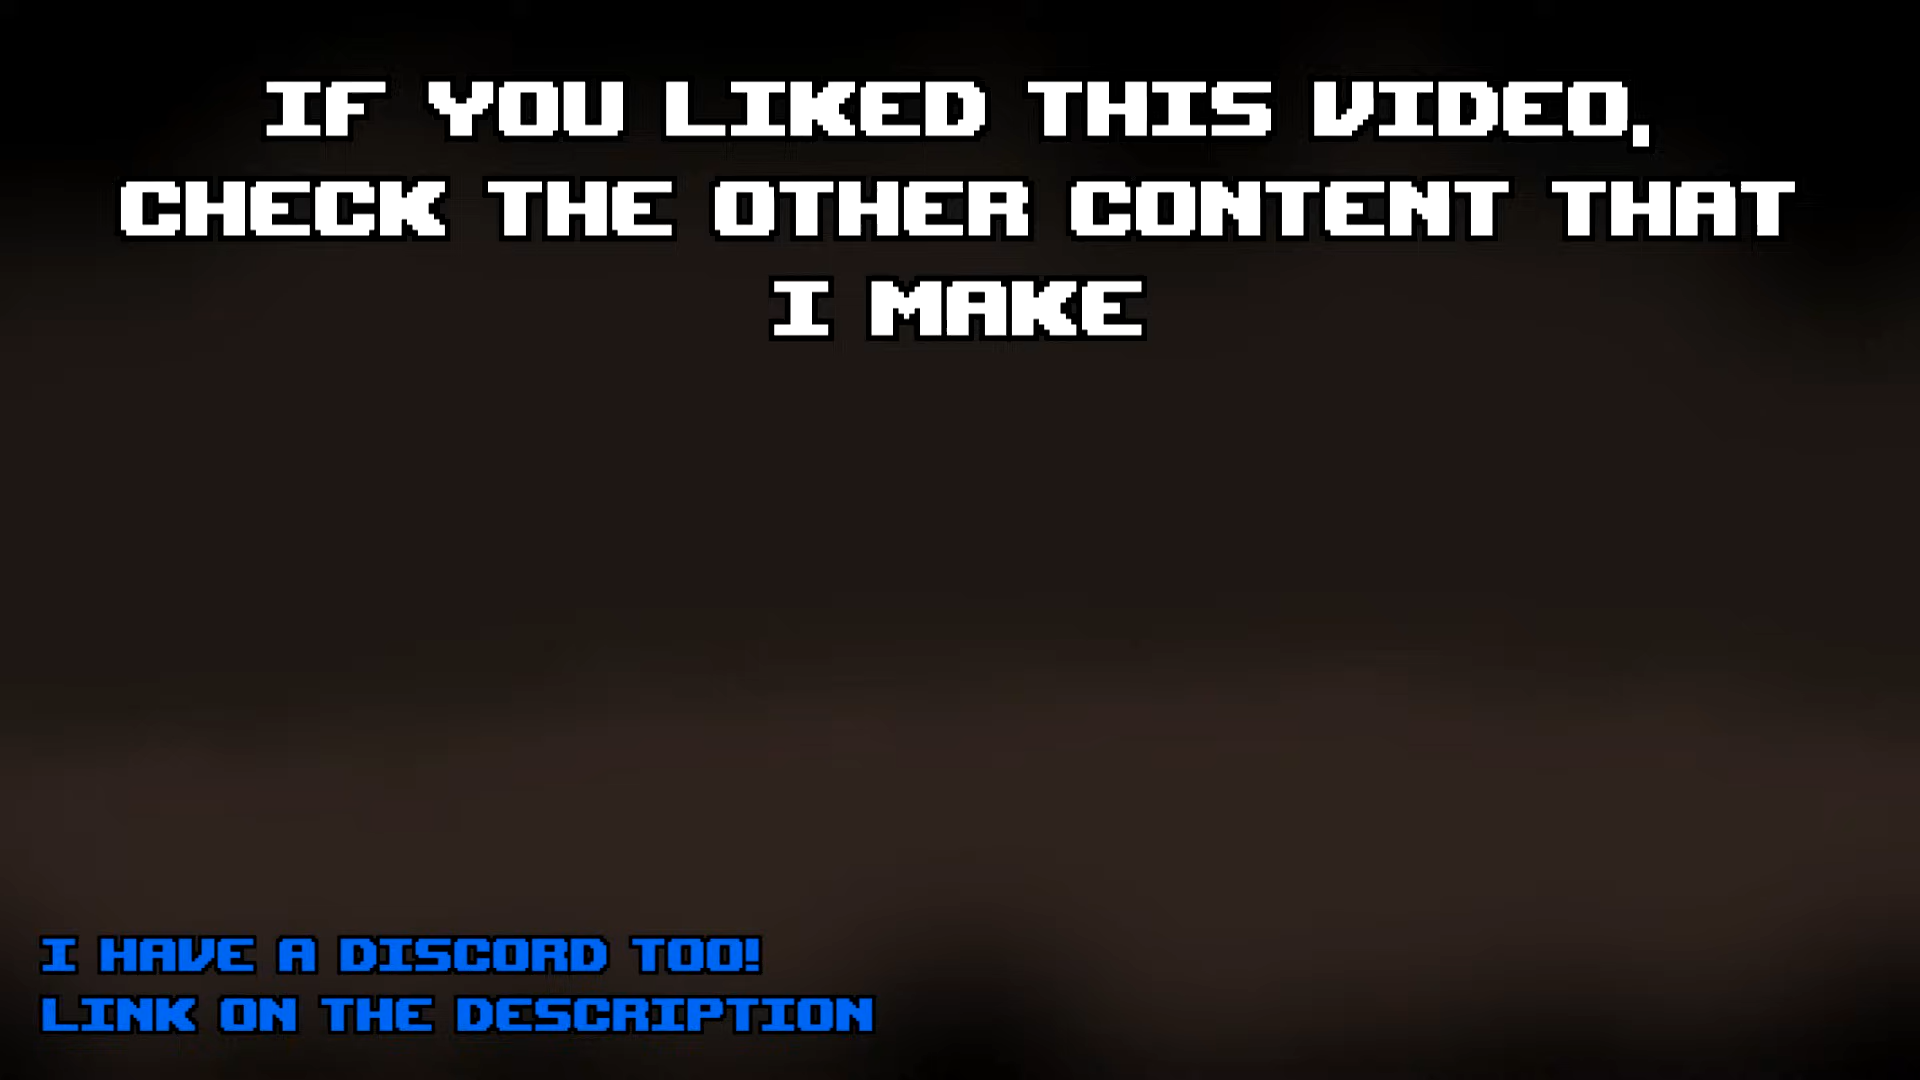 IF YOU LIKED THIS VIDEO,
CHECK THE OTHER CONTENT THAT
I MAKE
I HAVE A DISCORD TOO!
LINK ON THE DESCRIPTION